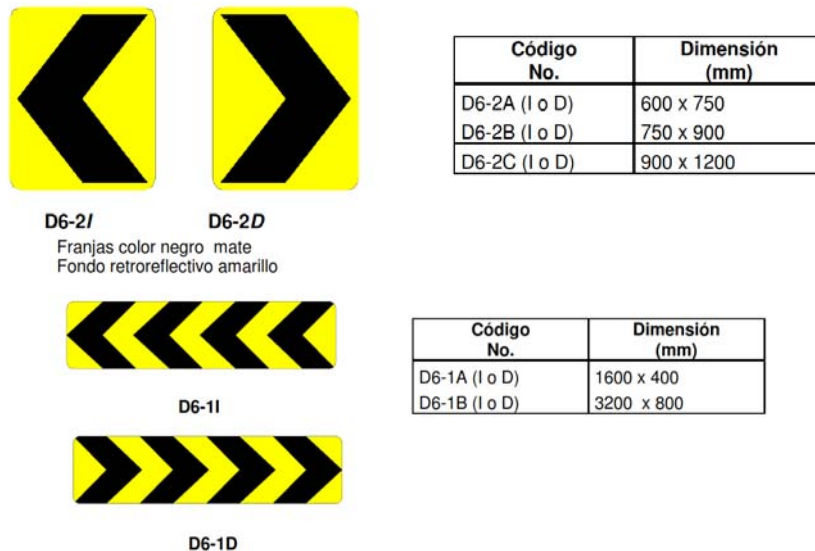 Código No. Dimensión (mm)
D6-2A (I o D) 600 x 750
D6-2B (I o D) 750 x 900
D6-2C (I o D) 900 x 1200
D6-2I D6-2D
Franjas color negro mate
Fondo retroreflectivo amarillo
Código No. Dimensión (mm)
D6-1A (I o D) 1600 x 400
D6-1B (I o D) 3200 x 800
D6-1I
D6-1D